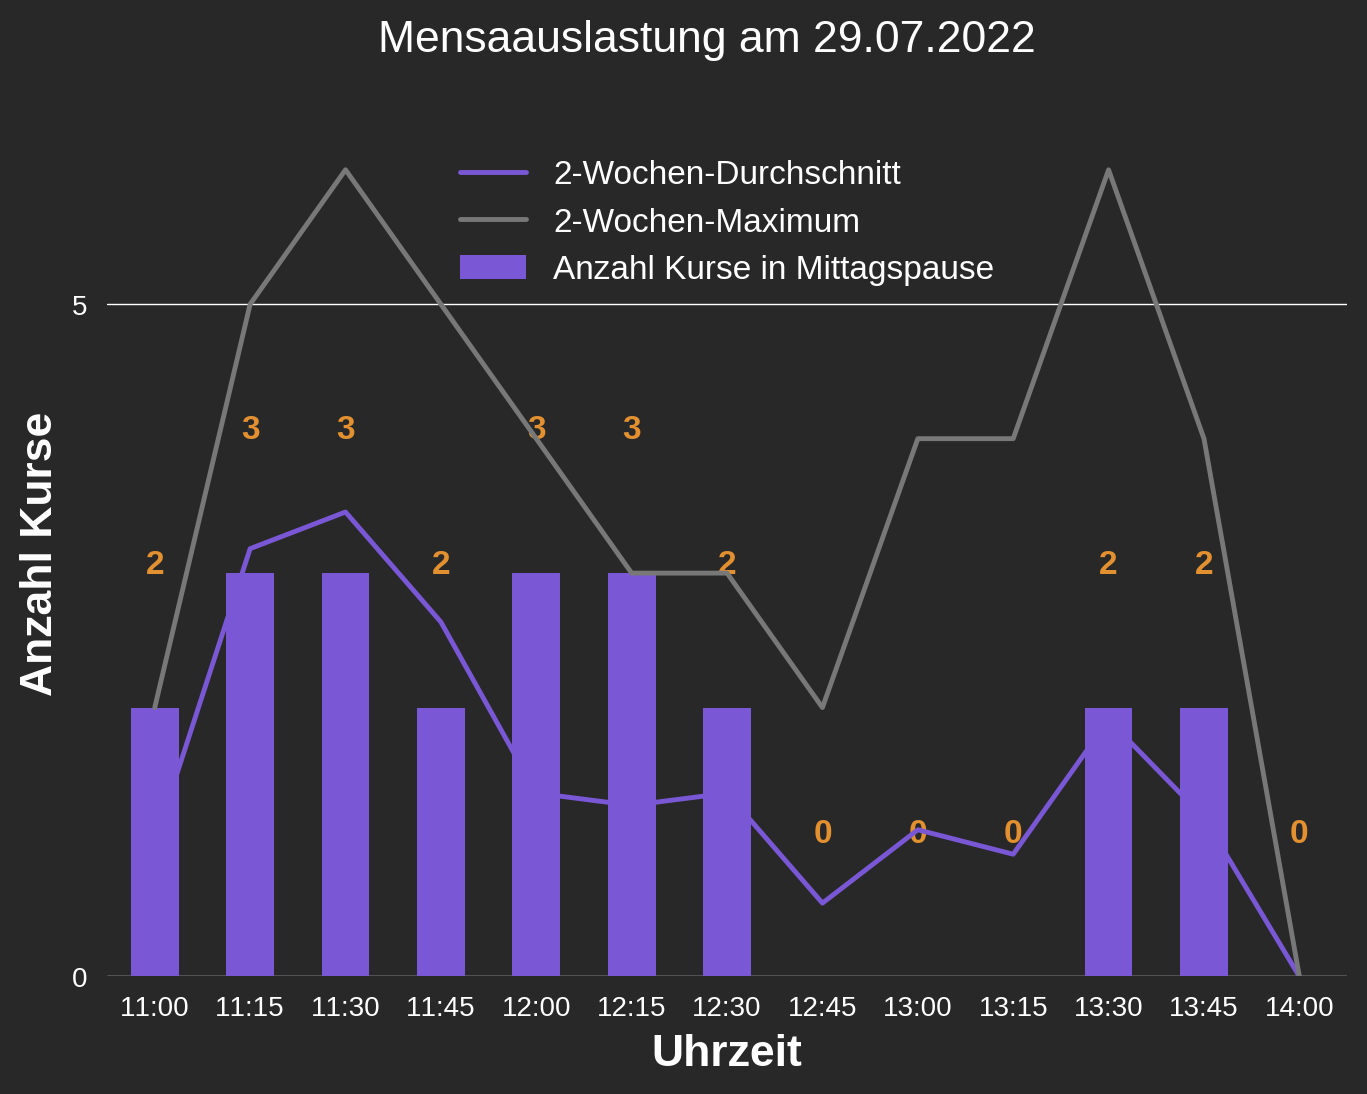 Mensaauslastung am 29.07.2022
2-Wochen-Durchschnitt
2-Wochen-Maximum
Anzahl Kurse in Mittagspause
5
3 3 3 3
Anzahl Kurse
2 2 2 2 2
0 0 0 0
0
11:00 11:15 11:30 11:45 12:00 12:15 12:30 12:45 13:00 13:15 13:30 13:45 14:00
Uhrzeit